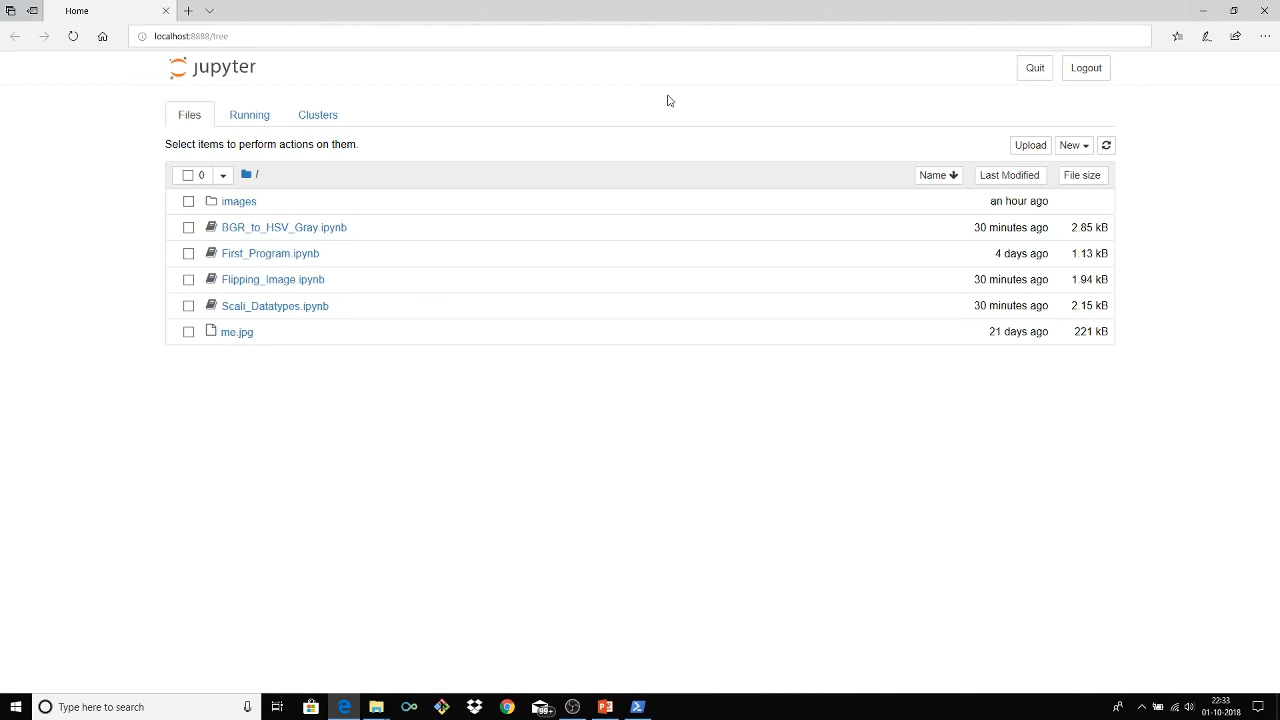 Home
localhost:8888/tree
jupyter
Quit
Logout
Files
Running
Clusters
Select items to perform actions on them.
Upload
New
0
/
Name
Last Modified
File size
images
an hour ago
BGR_to_HSV_Gray.ipynb
30 minutes ago
2.85 kB
First_Program.ipynb
4 days ago
1.13 kB
Flipping_Image.ipynb
30 minutes ago
1.94 kB
Scali_Datatypes.ipynb
30 minutes ago
2.15 kB
me.jpg
21 days ago
221 kB
Type here to search
99+
22:33
01-10-2018